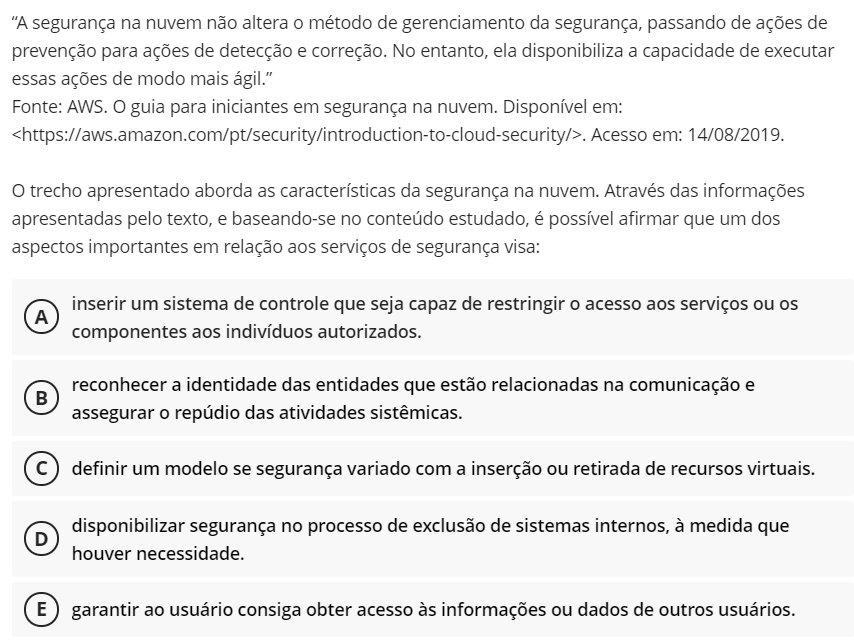 “A segurança na nuvem não altera o método de gerenciamento da segurança, passando de ações de
prevenção para ações de detecção e correção. No entanto, ela disponibiliza a capacidade de executar
essas ações de modo mais ágil.”
Fonte: AWS. O guia para iniciantes em segurança na nuvem. Disponível em:
<https://aws.amazon.com/pt/security/introduction-to-cloud-security/>. Acesso em: 14/08/2019.
O trecho apresentado aborda as características da segurança na nuvem. Através das informações
apresentadas pelo texto, e baseando-se no conteúdo estudado, é possível afirmar que um dos
aspectos importantes em relação aos serviços de segurança visa:
A inserir um sistema de controle que seja capaz de restringir o acesso aos serviços ou os
componentes aos indivíduos autorizados.
B reconhecer a identidade das entidades que estão relacionadas na comunicação e
assegurar o repúdio das atividades sistêmicas.
C definir um modelo se segurança variado com a inserção ou retirada de recursos virtuais.
D disponibilizar segurança no processo de exclusão de sistemas internos, à medida que
houver necessidade.
E garantir ao usuário consiga obter acesso às informações ou dados de outros usuários.